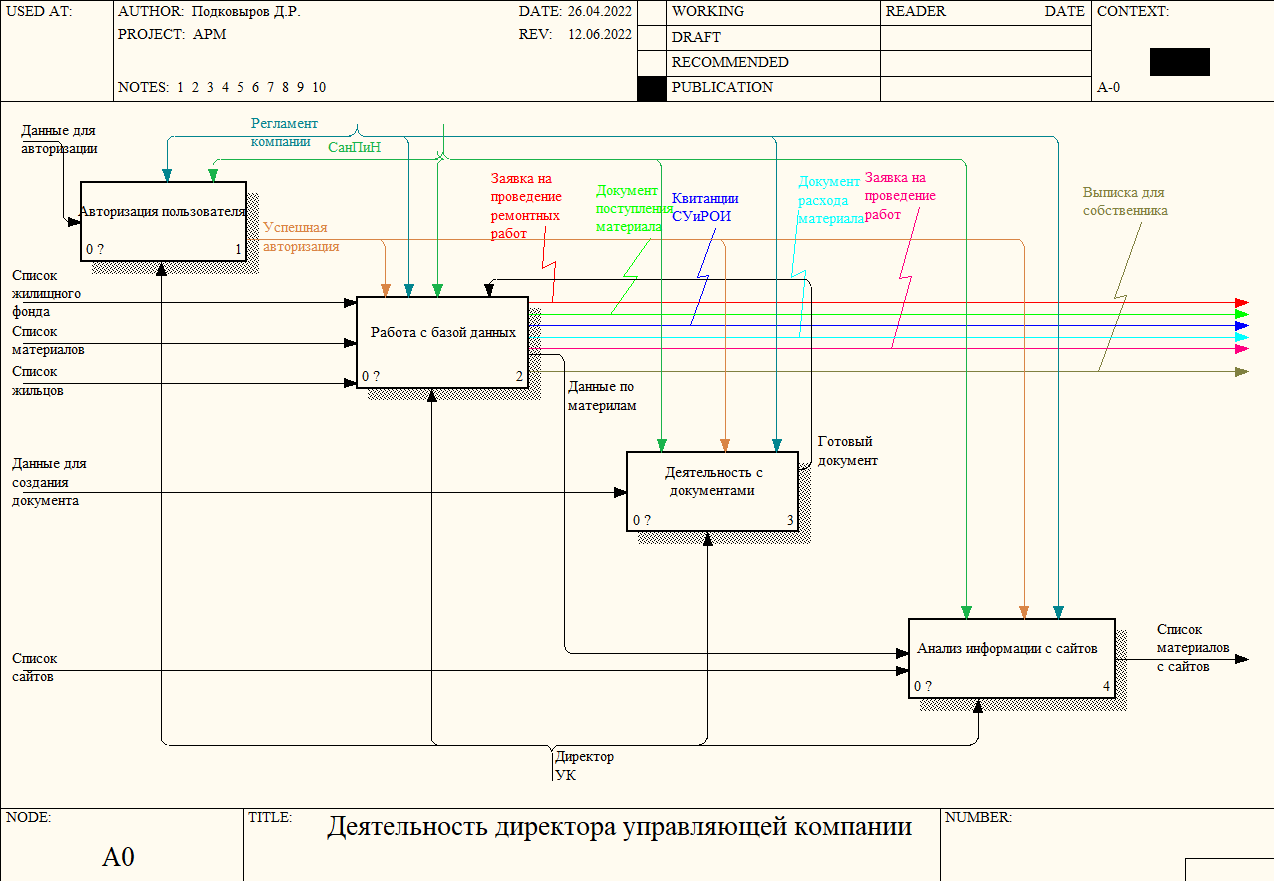 USED AT:
AUTHOR: Подковыров Д.Р.
DATE: 26.04.2022
PROJECT: АРМ
REV: 12.06.2022
NOTES: 1 2 3 4 5 6 7 8 9 10
WORKING
DRAFT
RECOMMENDED
PUBLICATION
READER
DATE
CONTEXT:
A-0
Данные для
авторизации
Регламент
компании
СанПиН
Авторизация пользователя
0 ?
1
Успешная
авторизация
Заявка на
проведение
ремонтных
работ
Документ
поступления
материала
Квитанции
СУиРОИ
Документ
расхода
материала
Заявка на
проведение
работ
Выписка для
собственника
Список
жилищного
фонда
Список
материалов
Список
жильцов
Работа с базой данных
0 ?
2
Данные по
материлам
Готовый
документ
Данные для
создания
документа
Деятельность с
документами
0 ?
3
Список
сайтов
Анализ информации с сайтов
0 ?
4
Список
материалов
с сайтов
Директор
УК
NODE:
A0
TITLE:
Деятельность директора управляющей компании
NUMBER: